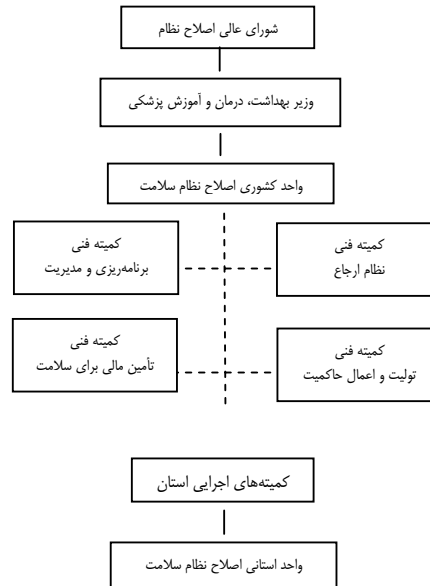 شورای عالی اصلاح نظام
وزیر بهداشت، درمان و آموزش پزشکی
واحد کشوری اصلاح نظام سلامت
کمیته فنی
نظام ارجاع
کمیته فنی
برنامه‌ریزی و مدیریت
کمیته فنی
تولیت و اعمال حاکمیت
کمیته فنی
تأمین مالی برای سلامت
کمیته‌های اجرایی استان
واحد استانی اصلاح نظام سلامت